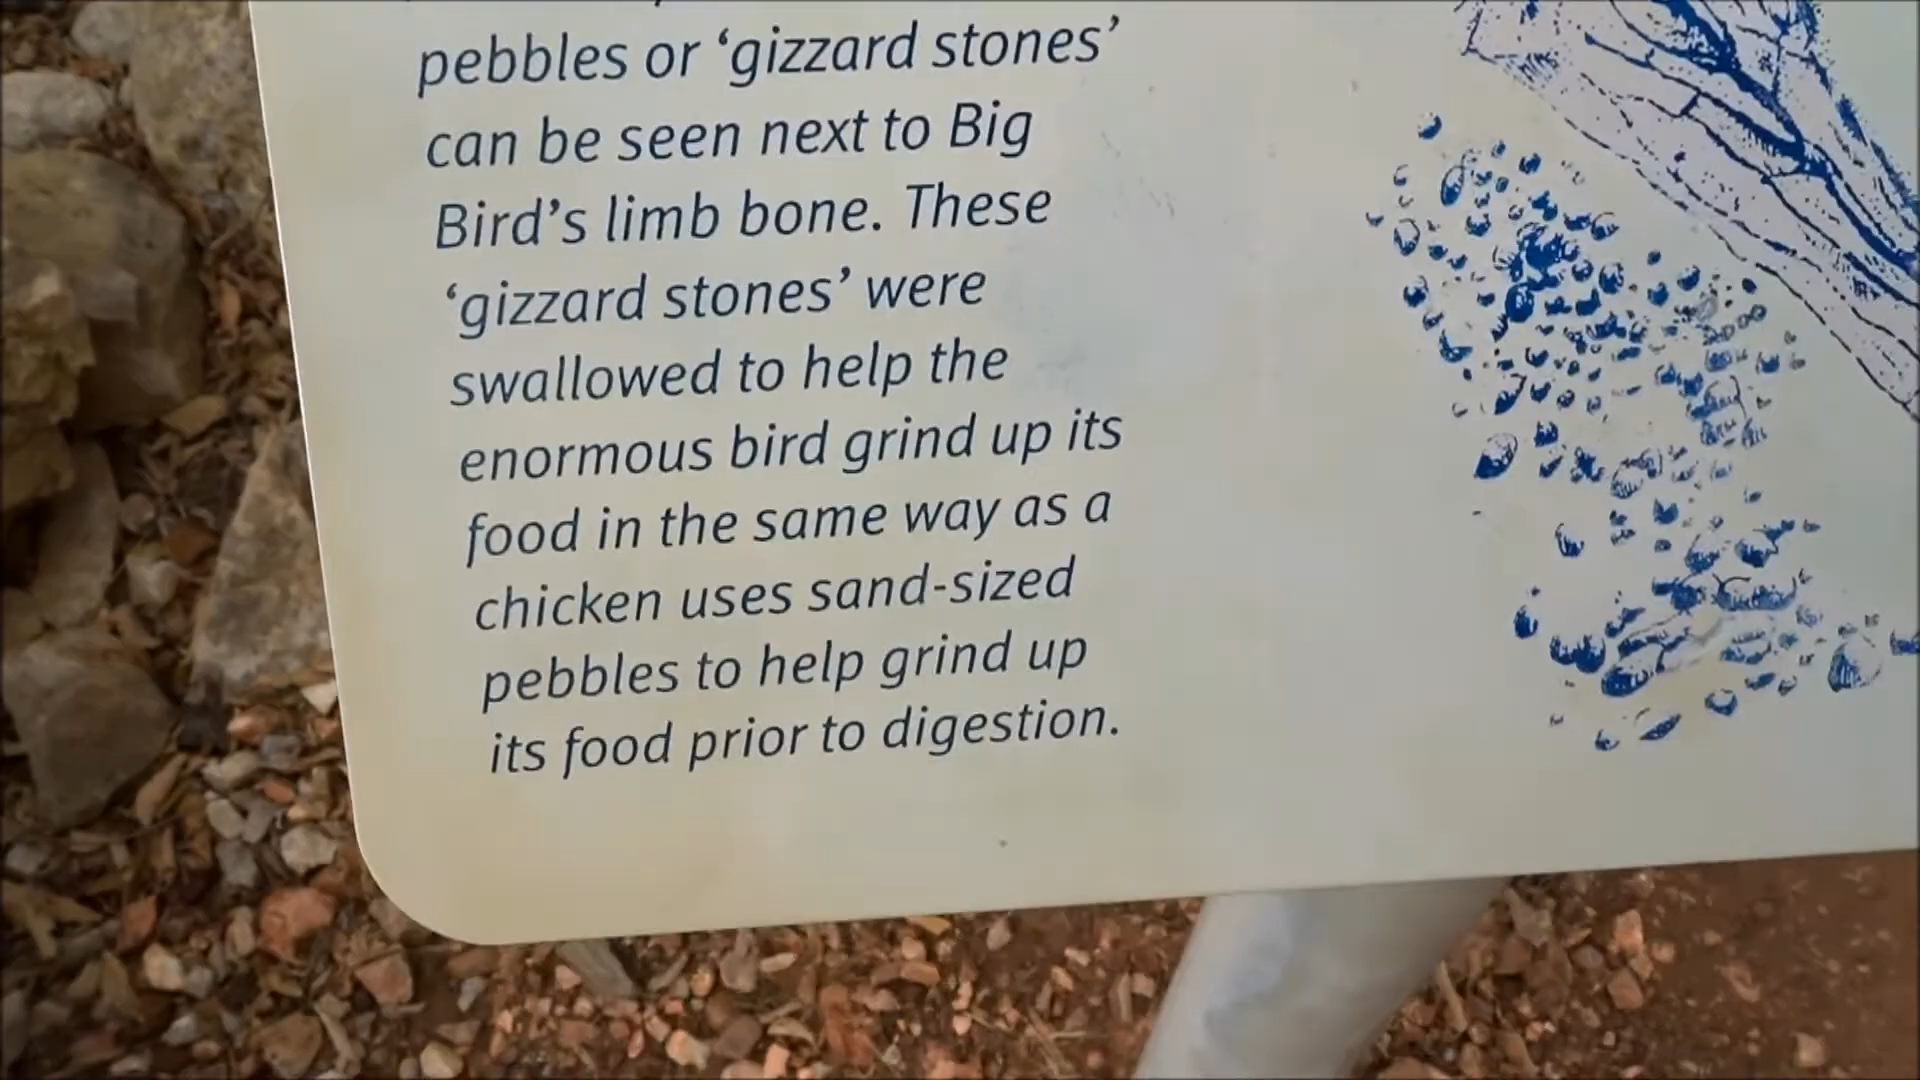 pebbles or ‘gizzard stones’
can be seen next to Big
Bird’s limb bone. These
‘gizzard stones’ were
swallowed to help the
enormous bird grind up its
food in the same way as a
chicken uses sand-sized
pebbles to help grind up
its food prior to digestion.